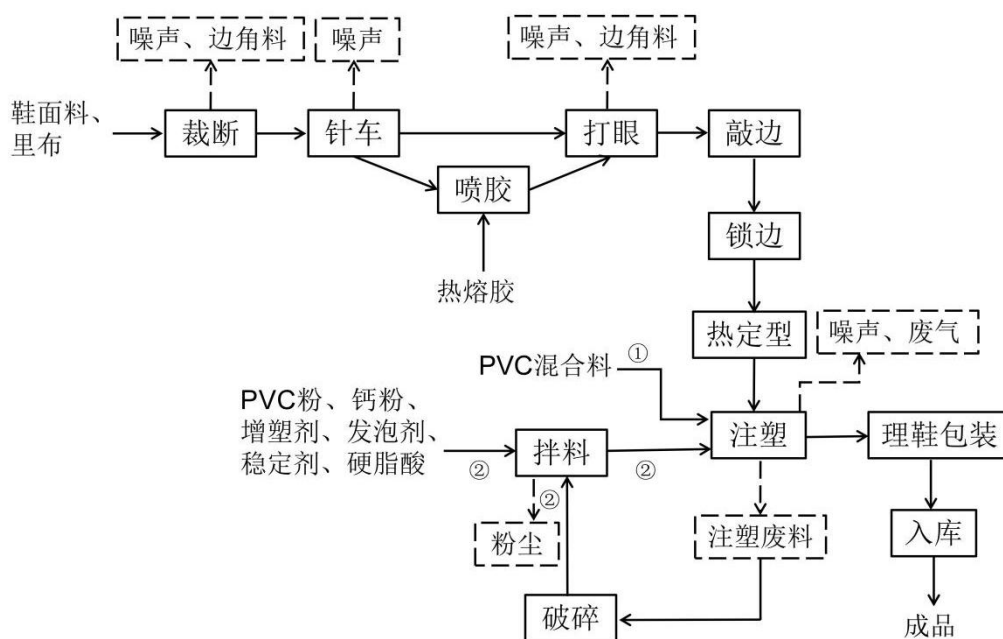 噪声、边角料
噪声
噪声、边角料
鞋面料、
里布
裁断
针车
打眼
敲边
喷胶
锁边
热熔胶
热定型
噪声、废气
PVC混合料
①
PVC粉、钙粉、
增塑剂、发泡剂、
稳定剂、硬脂酸
②
拌料
②
注塑
理鞋包装
②
粉尘
注塑废料
入库
破碎
成品